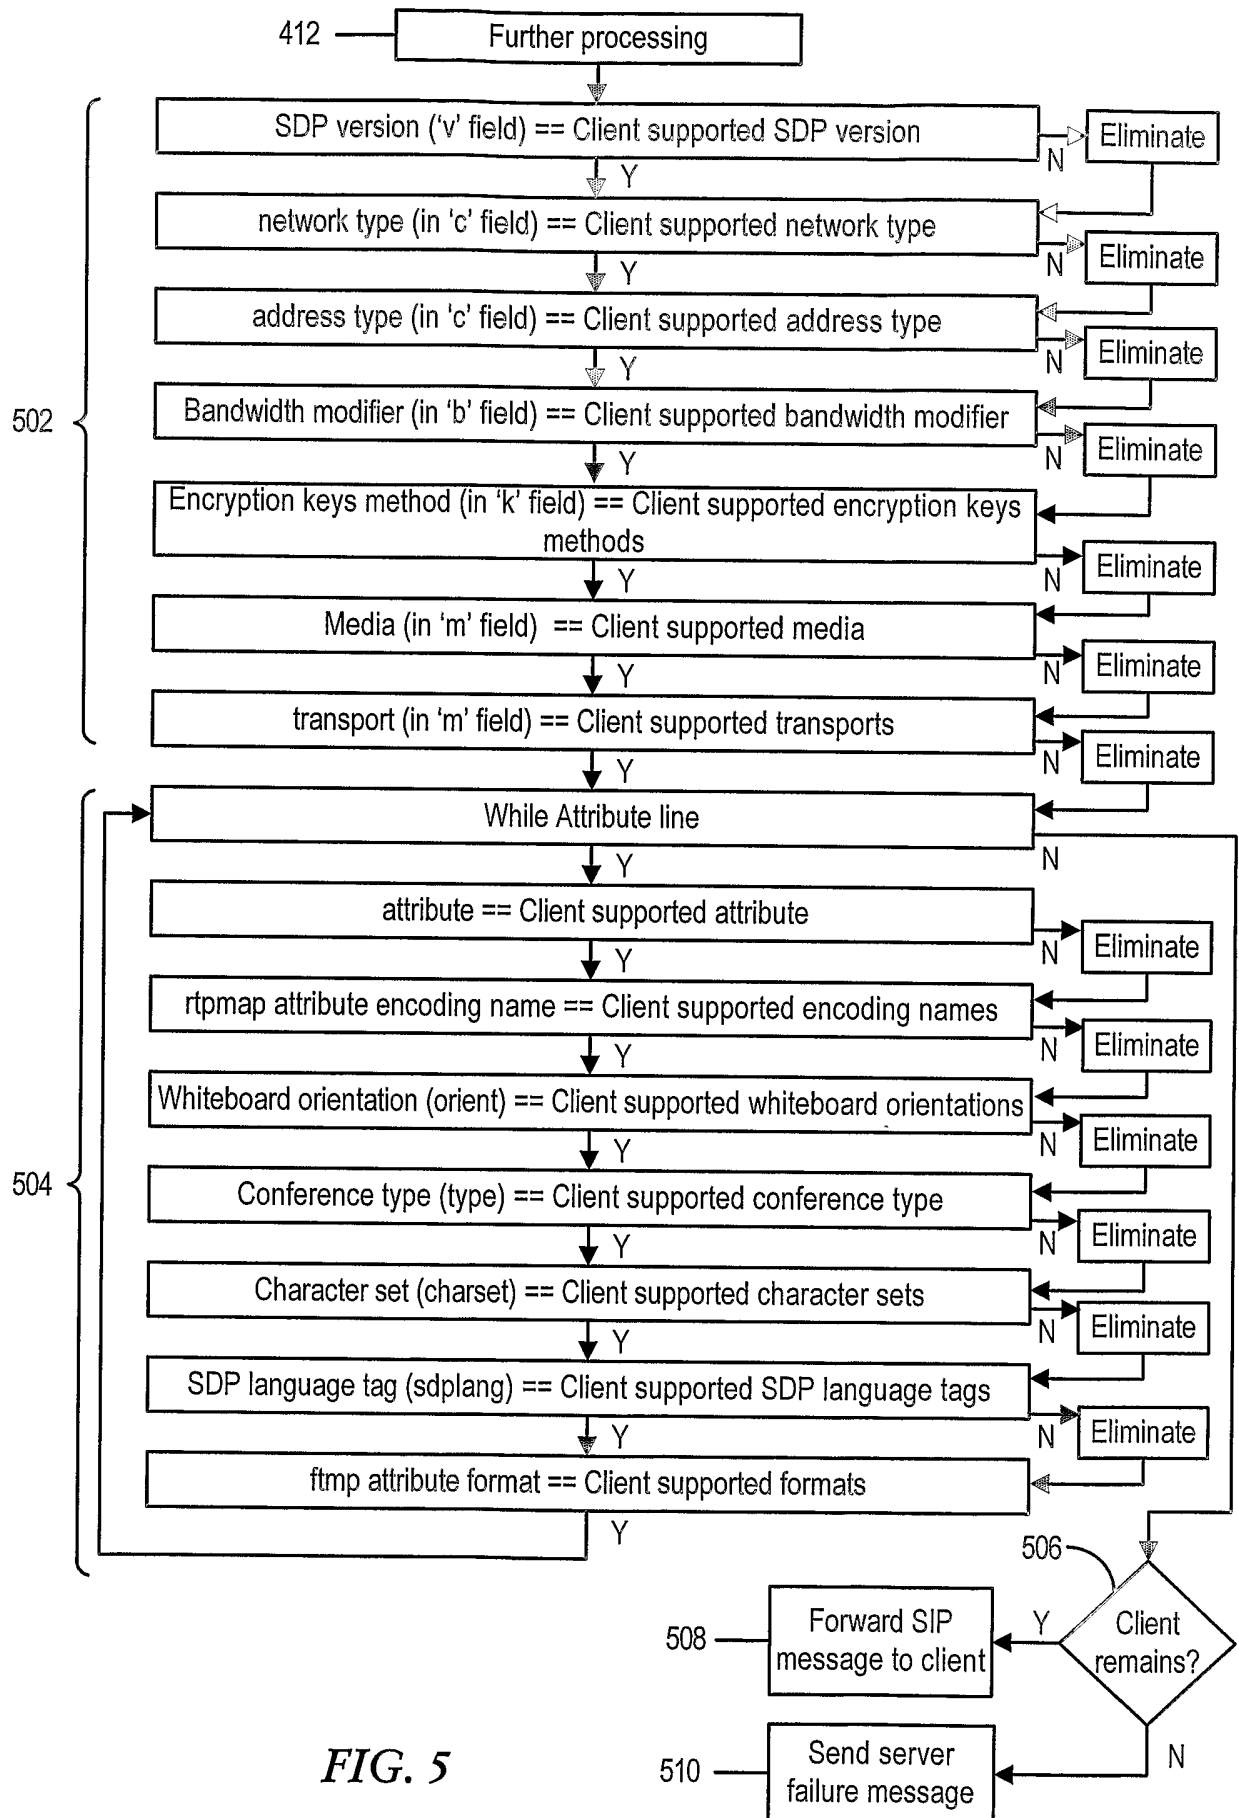 412
Further processing
SDP version (‘v’ field) == Client supported SDP version
N
Eliminate
Y
network type (in ‘c’ field) == Client supported network type
N
Eliminate
Y
address type (in ‘c’ field) == Client supported address type
N
Eliminate
Y
502
Bandwidth modifier (in ‘b’ field) == Client supported bandwidth modifier
N
Eliminate
Y
Encryption keys method (in ‘k’ field) == Client supported encryption keys
methods
N
Eliminate
Y
Media (in ‘m’ field) == Client supported media
N
Eliminate
Y
transport (in ‘m’ field) == Client supported transports
N
Eliminate
Y
While Attribute line
N
Y
attribute == Client supported attribute
N
Eliminate
Y
rtpmap attribute encoding name == Client supported encoding names
N
Eliminate
Y
Whiteboard orientation (orient) == Client supported whiteboard orientations
N
Eliminate
Y
504
Conference type (type) == Client supported conference type
N
Eliminate
Y
Character set (charset) == Client supported character sets
N
Eliminate
Y
SDP language tag (sdplang) == Client supported SDP language tags
N
Eliminate
Y
ftmp attribute format == Client supported formats
Y
506
Client
remains?
Y
508
Forward SIP
message to client
N
510
Send server
failure message
FIG. 5